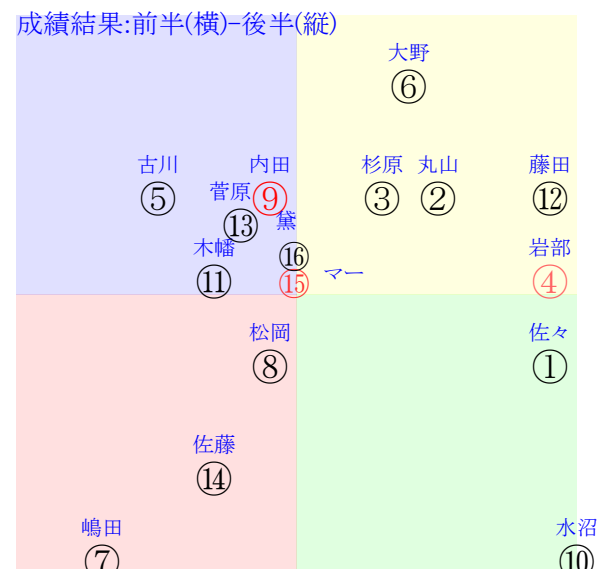 成績結果:前半(横)-後半(縦)
大野
⑥
古川
内田
杉原
丸山
藤田
⑤
菅原
⑨
③
②
⑫
⑬
黛
木幡
⑯
マー
岩部
⑪
⑮
④
松岡
佐々
⑧
①
佐藤
⑭
嶋田
水沼
⑦
⑩